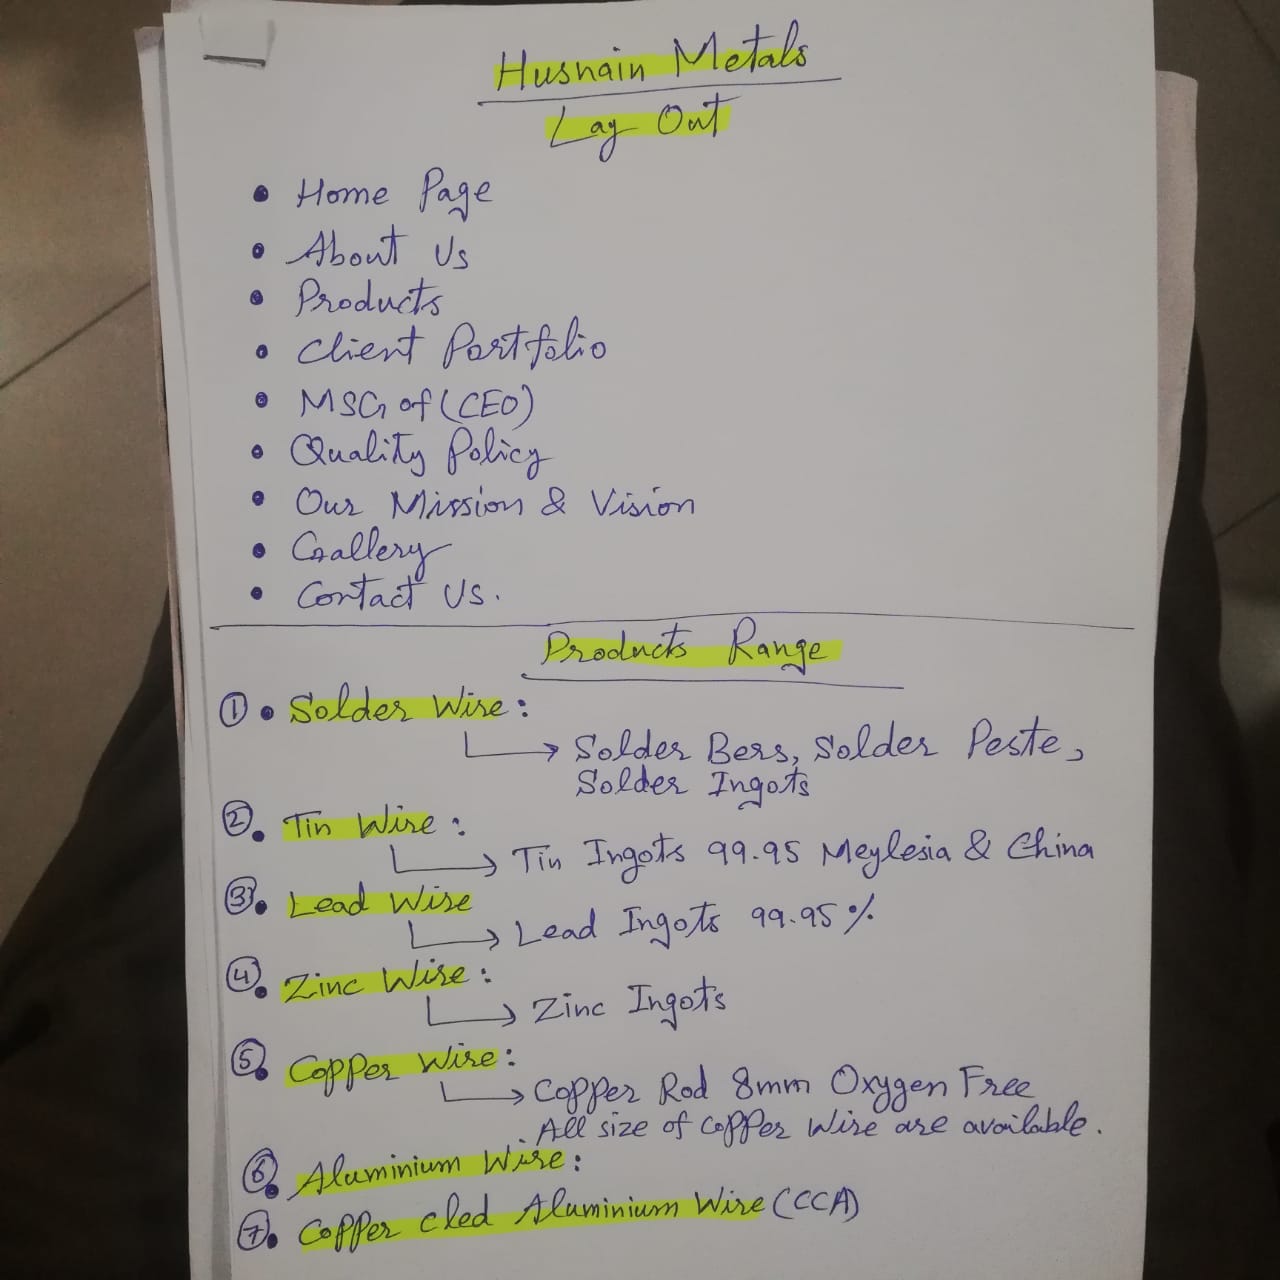 Husnain Metals
Lay Out
• Home Page
• About Us
• Products
• Client Portfolio
• MSG of (CEO)
• Quality Policy
• Our Mission & Vision
• Gallery
• Contact Us.
Products Range
① • Solder Wire:
Solder Bers, Solder Peste,
Solder Ingots
②. Tin Wire:
Tin Ingots 99.95 Meylesia & China
③. Lead Wire
Lead Ingots 99.95%
④. Zinc Wire:
Zinc Ingots
⑤. Copper Wire:
Copper Rod 8mm Oxygen Free
All size of copper wire are available.
⑥. Aluminium Wire:
⑦. Copper cled Aluminium Wire (CCA)